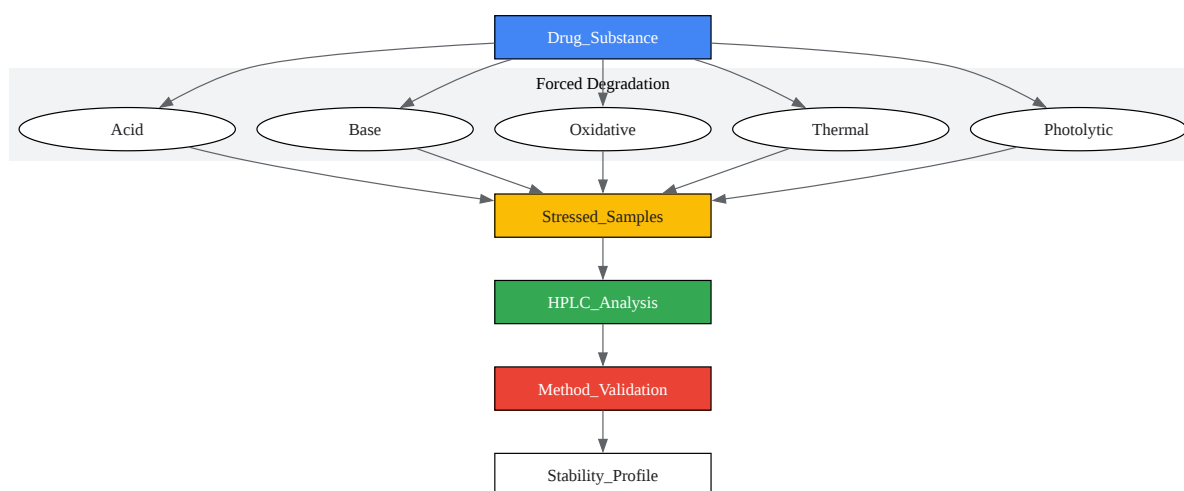 Drug_Substance
Forced Degradation
Acid
Base
Oxidative
Thermal
Photolytic
Stressed_Samples
HPLC_Analysis
Method_Validation
Stability_Profile